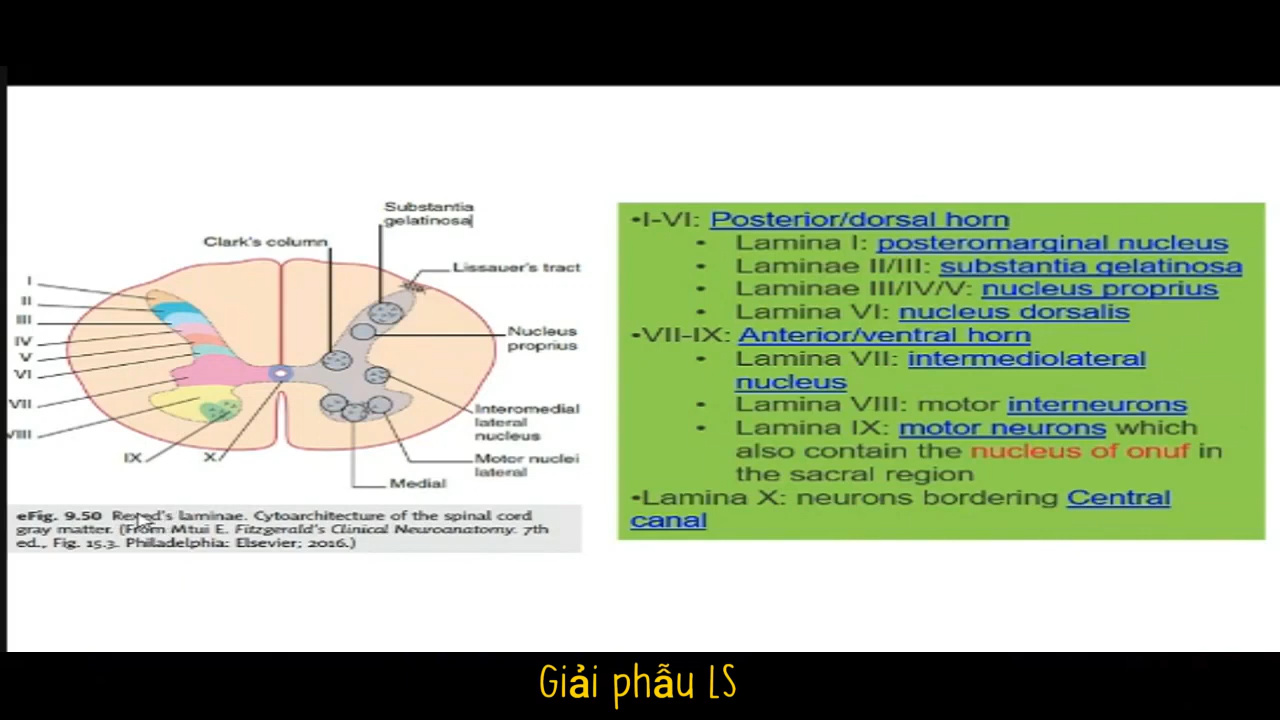 Substantia
gelatinosa
Clark's column
Lissauer's tract
I
II
III
IV
V
VI
VII
VIII
IX
X
Nucleus
proprius
Interomedial
lateral
nucleus
Motor nuclei
lateral
Medial
eFig. 9.50 Rexed's laminae. Cytoarchitecture of the spinal cord
gray matter. (From Mtui E. Fitzgerald's Clinical Neuroanatomy. 7th
ed., Fig. 15.3. Philadelphia: Elsevier; 2016.)
•I-VI: Posterior/dorsal horn
• Lamina I: posteromarginal nucleus
• Laminae II/III: substantia gelatinosa
• Laminae III/IV/V: nucleus proprius
• Lamina VI: nucleus dorsalis
•VII-IX: Anterior/ventral horn
• Lamina VII: intermediolateral
nucleus
• Lamina VIII: motor interneurons
• Lamina IX: motor neurons which
also contain the nucleus of onuf in
the sacral region
•Lamina X: neurons bordering Central
canal
Giải phẫu LS